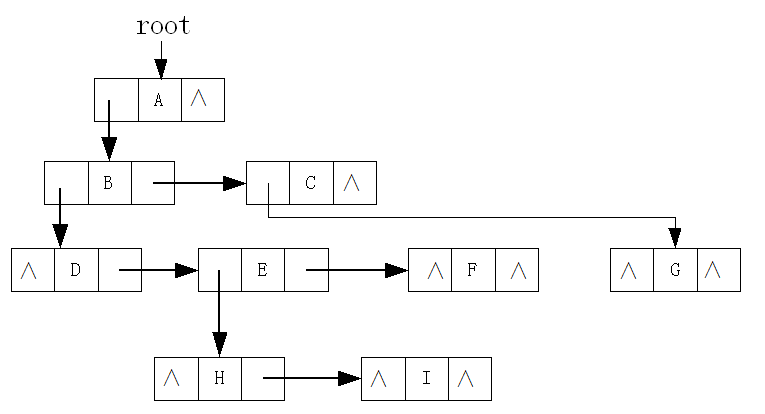 root
A ∧
B C ∧
∧ D E ∧ F ∧ ∧ G ∧
∧ H ∧ I ∧